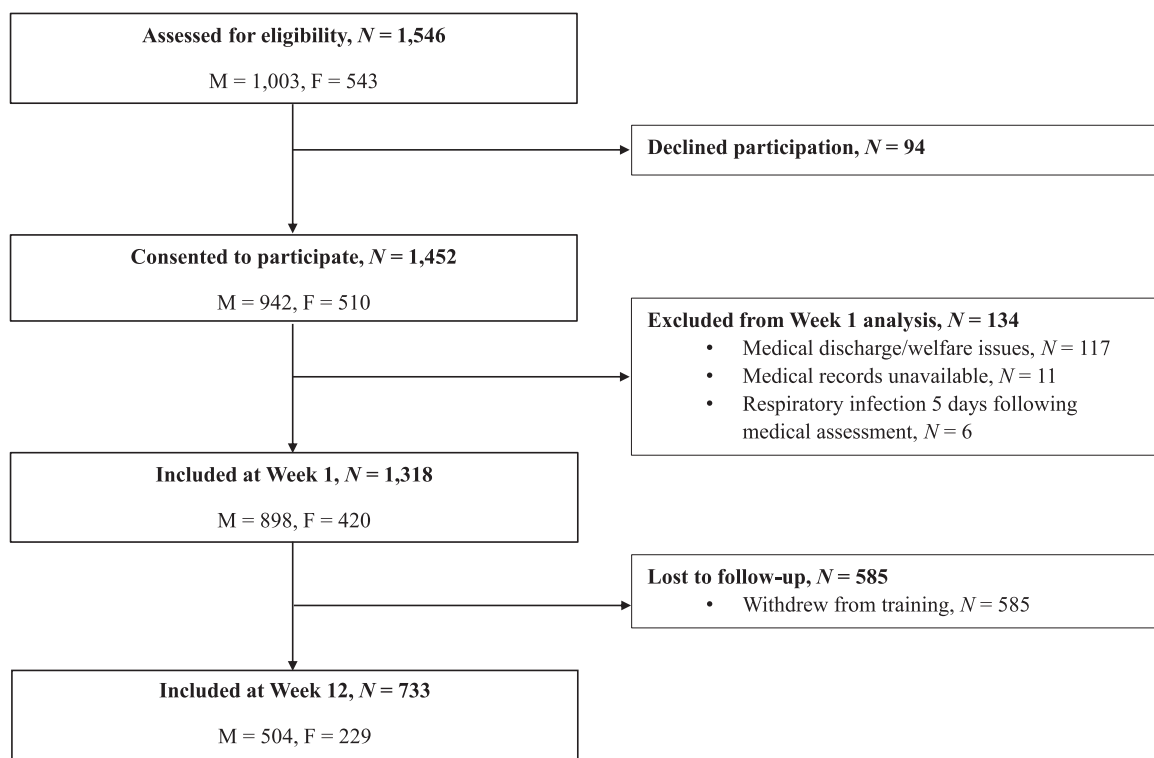 Assessed for eligibility, N = 1,546
M = 1,003, F = 543
Declined participation, N = 94
Consented to participate, N = 1,452
M = 942, F = 510
Excluded from Week 1 analysis, N = 134
• Medical discharge/welfare issues, N = 117
• Medical records unavailable, N = 11
• Respiratory infection 5 days following
medical assessment, N = 6
Included at Week 1, N = 1,318
M = 898, F = 420
Lost to follow-up, N = 585
• Withdrew from training, N = 585
Included at Week 12, N = 733
M = 504, F = 229